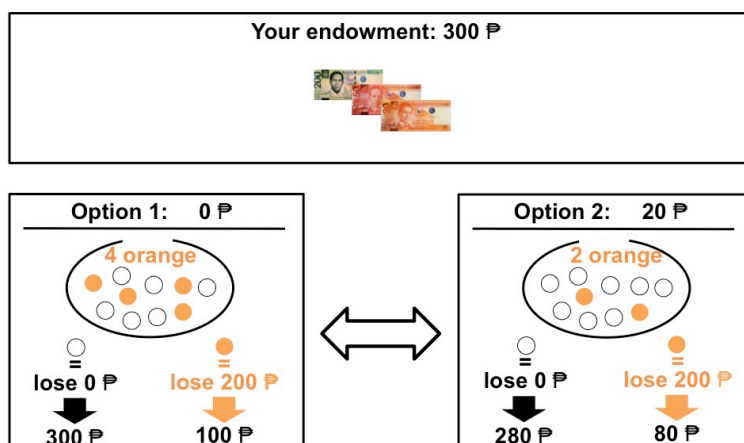 Your endowment: 300 ₱
200
Option 1: 0 ₱
4 orange
=
=
lose 0 ₱
lose 200 ₱
300 ₱
100 ₱
Option 2: 20 ₱
2 orange
=
=
lose 0 ₱
lose 200 ₱
280 ₱
80 ₱